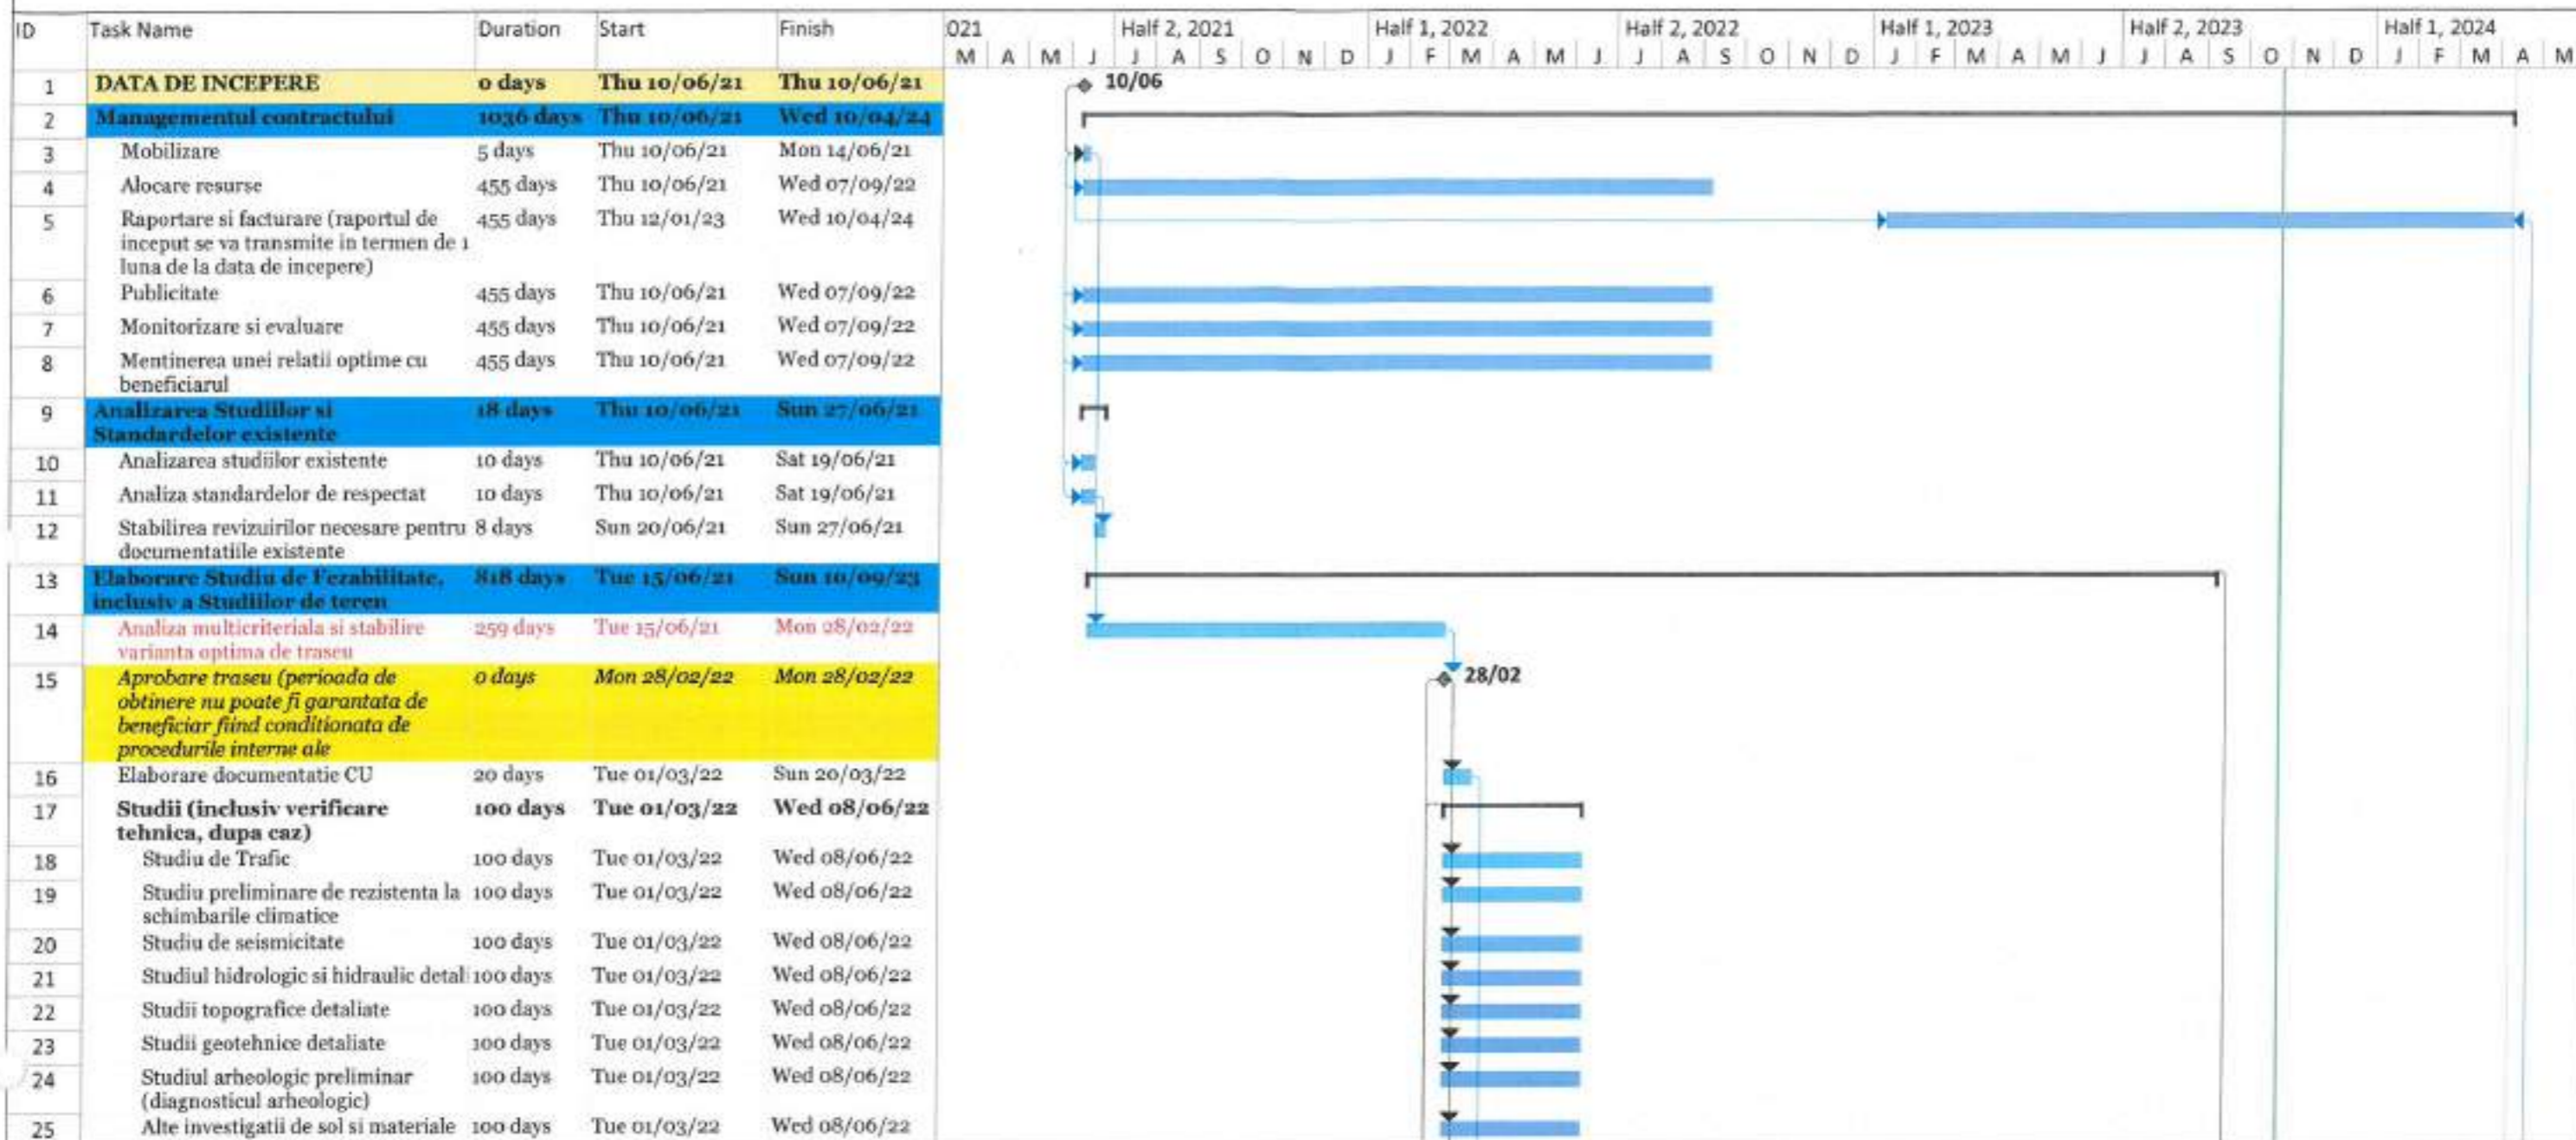 ID Task Name Duration Start Finish 021 Half 2, 2021 Half 1, 2022 Half 2, 2022 Half 1, 2023 Half 2, 2023 Half 1, 2024
M A M J J A S O N D J F M A M J J A S O N D J F M A M J J A S O N D J F M A M
1 DATA DE INCEPERE 0 days Thu 10/06/21 Thu 10/06/21 10/06
2 Managementul contractului 1036 days Thu 10/06/21 Wed 10/04/24
3 Mobilizare 5 days Thu 10/06/21 Mon 14/06/21
4 Alocare resurse 455 days Thu 10/06/21 Wed 07/09/22
5 Raportare si facturare (raportul de 455 days Thu 12/01/23 Wed 10/04/24
inceput se va transmite in termen de 1
luna de la data de incepere)
6 Publicitate 455 days Thu 10/06/21 Wed 07/09/22
7 Monitorizare si evaluare 455 days Thu 10/06/21 Wed 07/09/22
8 Mentinerea unei relatii optime cu 455 days Thu 10/06/21 Wed 07/09/22
beneficiarul
9 Analizarea Studiilor si 18 days Thu 10/06/21 Sun 27/06/21
Standardelor existente
10 Analizarea studiilor existente 10 days Thu 10/06/21 Sat 19/06/21
11 Analiza standardelor de respectat 10 days Thu 10/06/21 Sat 19/06/21
12 Stabilirea revizuirilor necesare pentru 8 days Sun 20/06/21 Sun 27/06/21
documentatiile existente
13 Elaborare Studiu de Fezabilitate, 818 days Tue 15/06/21 Sun 10/09/23
inclusiv a Studiilor de teren
14 Analiza multicriteriala si stabilire 259 days Tue 15/06/21 Mon 28/02/22
varianta optima de traseu
15 Aprobare traseu (perioada de 0 days Mon 28/02/22 Mon 28/02/22 28/02
obtinere nu poate fi garantata de
beneficiar fiind conditionata de
procedurile interne ale
16 Elaborare documentatie CU 20 days Tue 01/03/22 Sun 20/03/22
17 Studii (inclusiv verificare 100 days Tue 01/03/22 Wed 08/06/22
tehnica, dupa caz)
18 Studiu de Trafic 100 days Tue 01/03/22 Wed 08/06/22
19 Studiu preliminare de rezistenta la 100 days Tue 01/03/22 Wed 08/06/22
schimbarile climatice
20 Studiu de seismicitate 100 days Tue 01/03/22 Wed 08/06/22
21 Studiul hidrologic si hidraulic detal 100 days Tue 01/03/22 Wed 08/06/22
22 Studii topografice detaliate 100 days Tue 01/03/22 Wed 08/06/22
23 Studii geotehnice detaliate 100 days Tue 01/03/22 Wed 08/06/22
24 Studiul arheologic preliminar 100 days Tue 01/03/22 Wed 08/06/22
(diagnosticul arheologic)
25 Alte investigatii de sol si materiale 100 days Tue 01/03/22 Wed 08/06/22